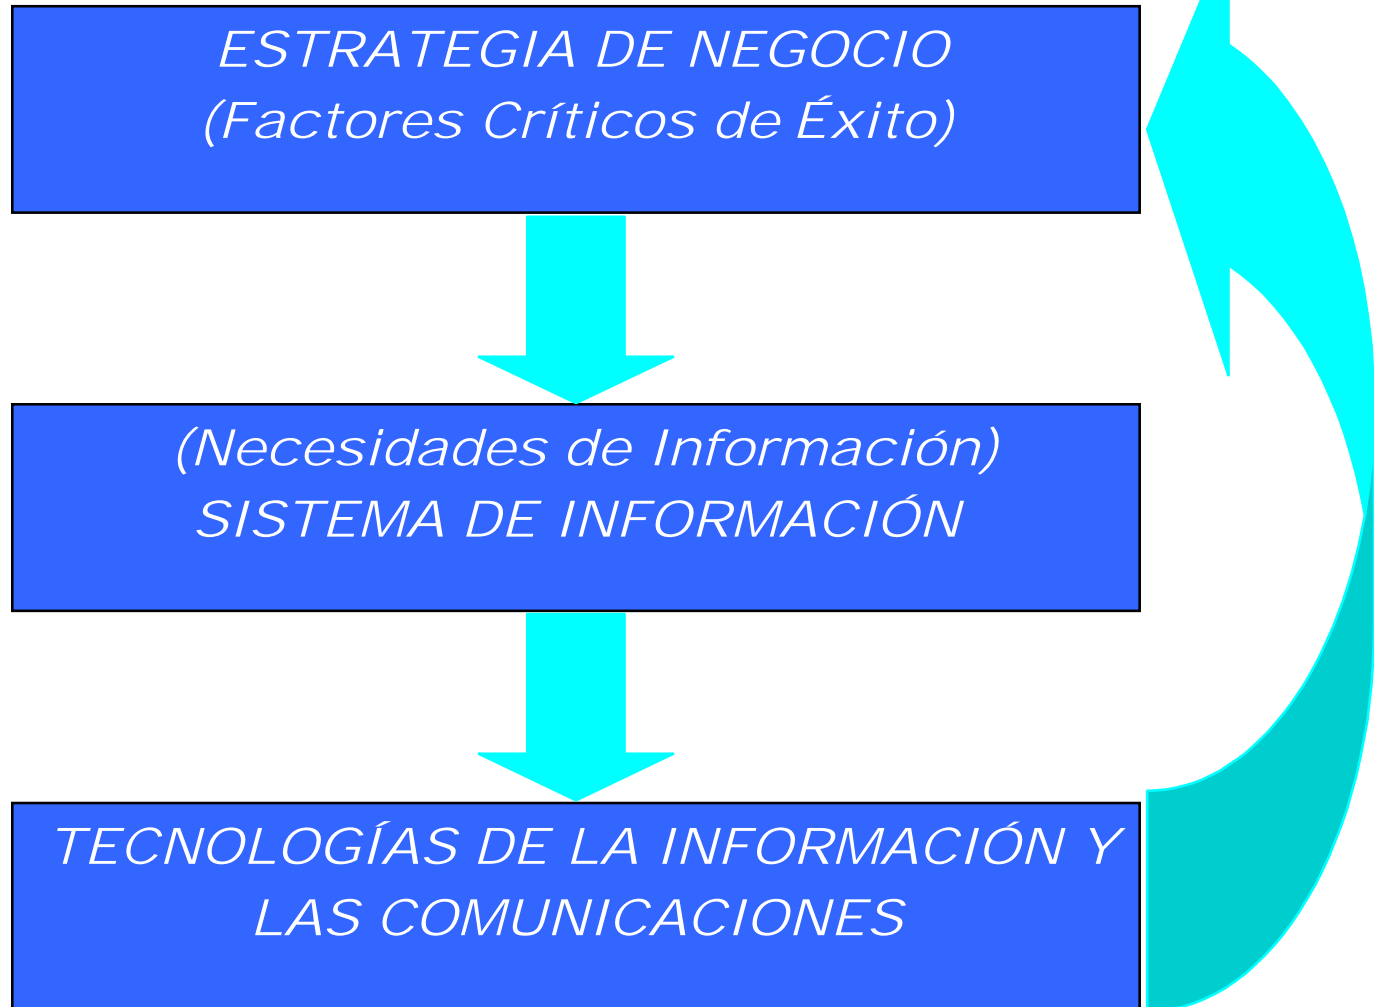 ESTRATEGIA DE NEGOCIO
(Factores Críticos de Éxito)
(Necesidades de Información)
SISTEMA DE INFORMACIÓN
TECNOLOGÍAS DE LA INFORMACIÓN Y
LAS COMUNICACIONES